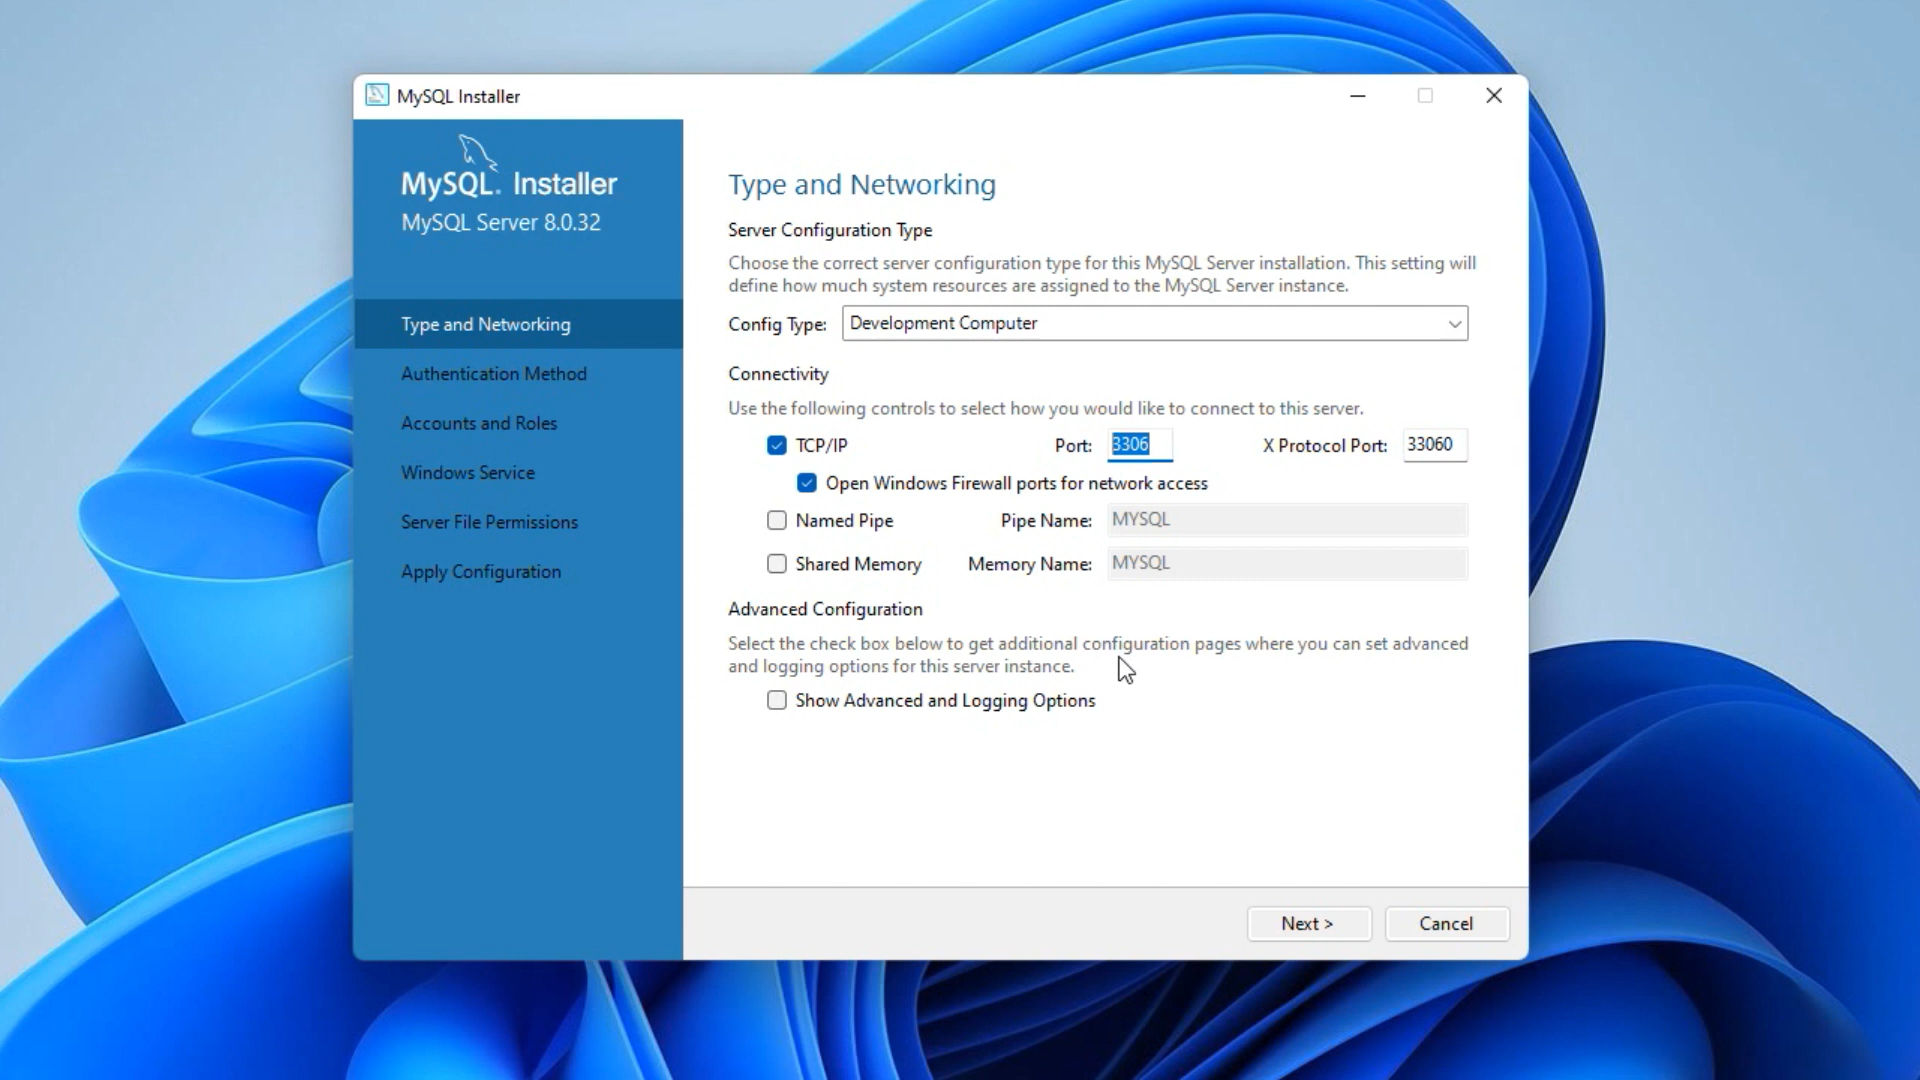 MySQL Installer
MySQL. Installer
MySQL Server 8.0.32
Type and Networking
Authentication Method
Accounts and Roles
Windows Service
Server File Permissions
Apply Configuration
Type and Networking
Server Configuration Type
Choose the correct server configuration type for this MySQL Server installation. This setting will
define how much system resources are assigned to the MySQL Server instance.
Config Type: Development Computer
Connectivity
Use the following controls to select how you would like to connect to this server.
TCP/IP Port: 3306 X Protocol Port: 33060
Open Windows Firewall ports for network access
Named Pipe Pipe Name: MYSQL
Shared Memory Memory Name: MYSQL
Advanced Configuration
Select the check box below to get additional configuration pages where you can set advanced
and logging options for this server instance.
Show Advanced and Logging Options
Next > Cancel